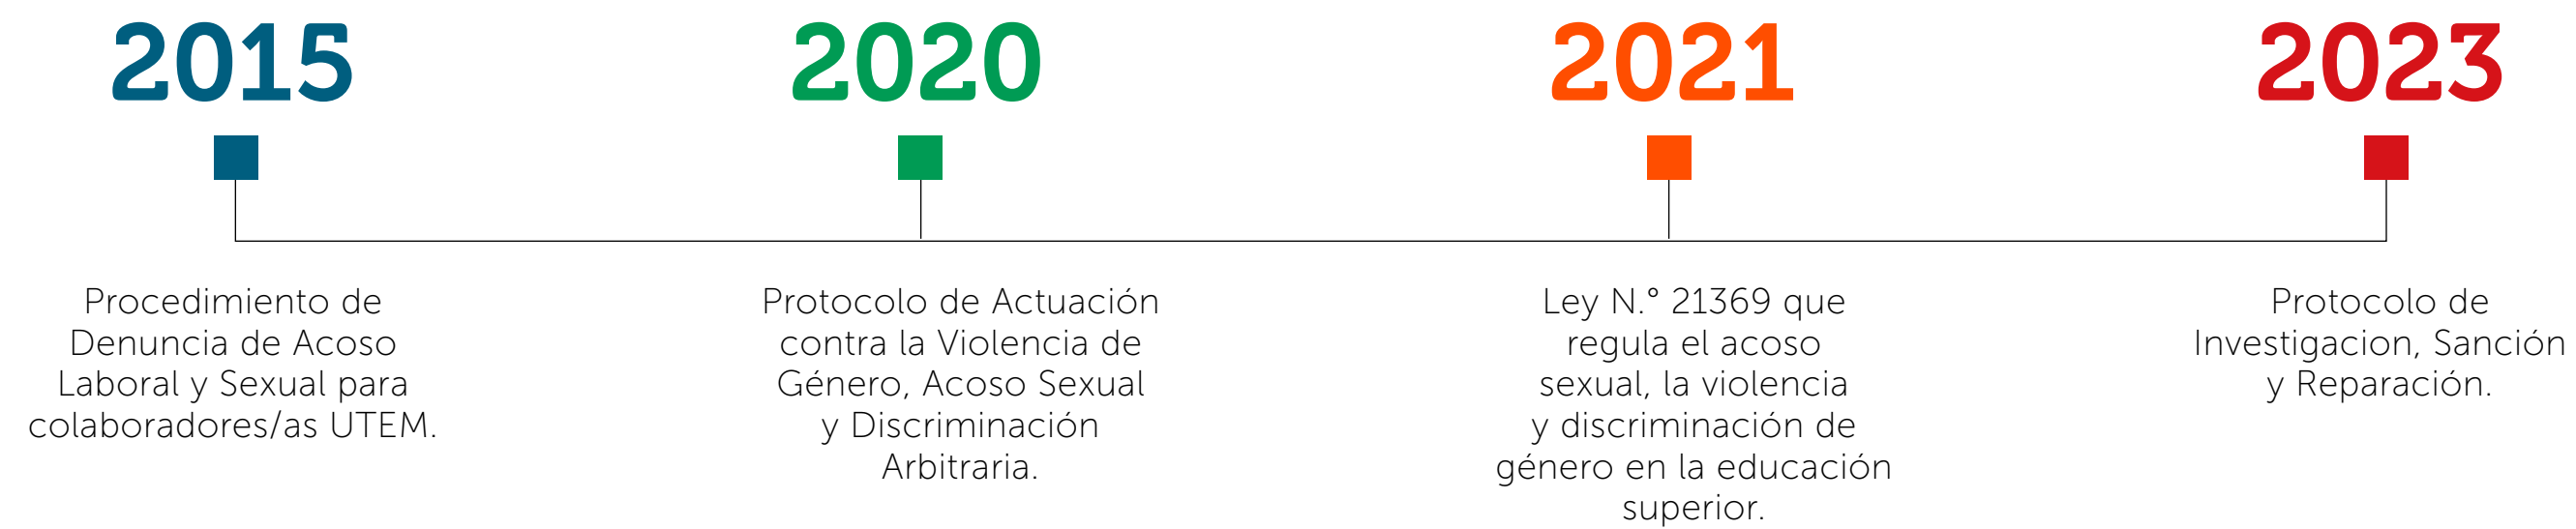 2015
Procedimiento de
Denuncia de Acoso
Laboral y Sexual para
colaboradores/as UTEM.
2020
Protocolo de Actuación
contra la Violencia de
Género, Acoso Sexual
y Discriminación
Arbitraria.
2021
Ley N.° 21369 que
regula el acoso
sexual, la violencia
y discriminación de
género en la educación
superior.
2023
Protocolo de
Investigacion, Sanción
y Reparación.